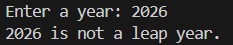 Enter a year: 2026
2026 is not a leap year.